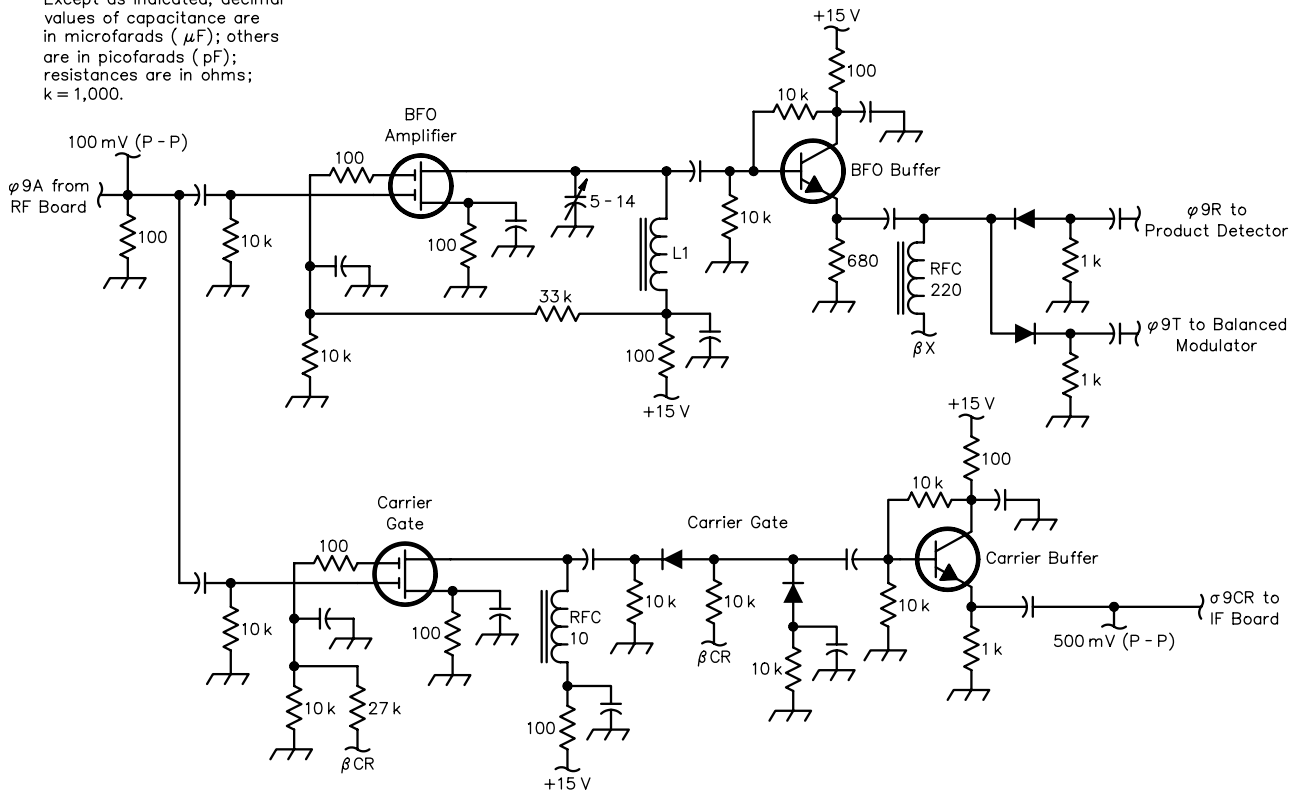 Except as indicated, decimal
values of capacitance are
in microfarads ( μF); others
are in picofarads ( pF);
resistances are in ohms;
k = 1,000.
+15 V
100
10 k
BFO
Amplifier
100 mV (P - P)
100
BFO Buffer
φ9A from
RF Board
5 - 14
φ9R to
Product Detector
100
10 k
100
10 k
L1
680
RFC
220
1 k
33 k
10 k
100
βX
φ9T to Balanced
Modulator
1 k
+15 V
+15 V
100
10 k
Carrier
Gate
Carrier Gate
100
Carrier Buffer
10 k
100
RFC
10
10 k
10 k
10 k
σ9CR to
IF Board
500 mV (P - P)
βCR
10 k
1 k
10 k
27 k
100
βCR
+15 V